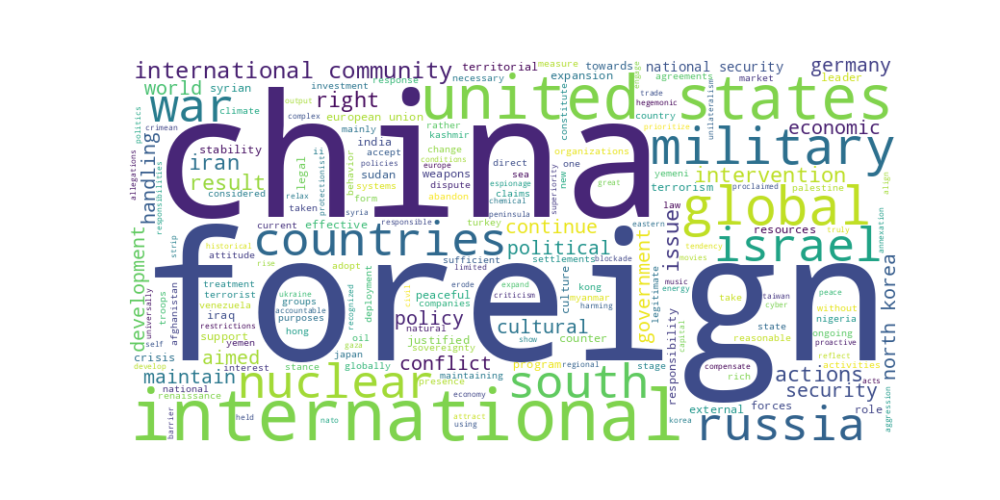 international community
territorial
measure
towards
national security
germany
world
syrian
investment
response
necessary
expansion
agreements
market
leader
war
right
united states
trade
hegemonic
country
unilateralism
climate
output
complex
european union
constitute
economic
politics
crimean
china
mainly
rather
kashmir
india
military
handling
stability
ii
accept
change
organizations
prioritize
iran
legal
policies
europe
conditions
sudan
weapons
direct
one
new
sea
great
yemeni
intervention
allegations
responsibilities
result
considered
protectionist
behavior
systems
dispute
espionage
superiority
terrorism
proclaimed
palestine
align
relax
form
syria
abandon
claims
chemical
peninsula
global
law
resources
truly
annexation
current
taken
effective
responsible
turkey
continue
eastern
issue
tendency
movies
strip
historical
attitude
countries
political
government
israel
development
foreign
rise
adopt
sufficient
limited
settlements
blockade
legitimate
music
energy
north korea
universally
treatment
terrorist
ukraine
groups
accountable
purposes
recognized
deployment
erode
peaceful
companies
expand
criticism
culture
kong
myanmar
harming
take
taiwan
cyber
peace
without
nigeria
afghanistan
troops
venezuela
iraq
restrictions
hong
policy
natural
justified
cultural
counter
capital
state
reasonable
ongoing
proactive
self
support
yemen
aimed
oil
gaza
japan
sovereignty
conflict
show
program
regional
stage
responsibility
reflect
develop
crisis
interest
stance
globally
maintaining
compensate
rich
actions
activities
maintain
national
renaissance
nuclear
presence
economy
south
security
acts
aggression
barrier
international
held
nato
attract
using
korea
external
forces
role
russia